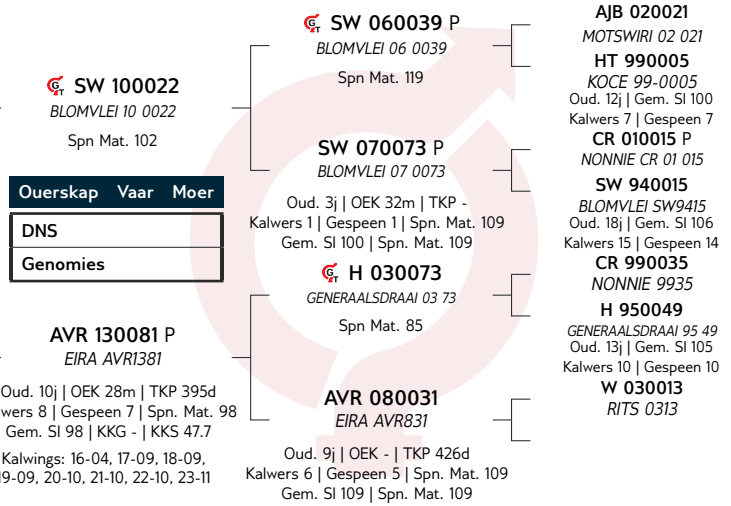 SW 100022
BLOMVLEI 10 0022
Spn Mat. 102
Ouerskap Vaar Moer
DNS
Genomies
AVR 130081 P
EIRA AVR1381
Oud. 10j | OEK 28m | TKP 395d
wers 8 | Gespeen 7 | Spn. Mat. 98
Gem. SI 98 | KKG - | KKS 47.7
Kalwings: 16-04, 17-09, 18-09,
19-09, 20-10, 21-10, 22-10, 23-11
SW 060039 P
BLOMVLEI 06 0039
Spn Mat. 119
SW 070073 P
BLOMVLEI 07 0073
Oud. 3j | OEK 32m | TKP -
Kalwers 1 | Gespeen 1 | Spn. Mat. 109
Gem. SI 100 | Spn. Mat. 109
H 030073
GENERAALSDRAAI 03 73
Spn Mat. 85
AVR 080031
EIRA AVR831
Oud. 9j | OEK - | TKP 426d
Kalwers 6 | Gespeen 5 | Spn. Mat. 109
Gem. SI 109 | Spn. Mat. 109
AJB 020021
MOTSWIRI 02 021
HT 990005
KOCE 99-0005
Oud. 12j | Gem. SI 100
Kalwers 7 | Gespeen 7
CR 010015 P
NONNIE CR 01 015
SW 940015
BLOMVLEI SW9415
Oud. 18j | Gem. SI 106
Kalwers 15 | Gespeen 14
CR 990035
NONNIE 9935
H 950049
GENERAALSDRAAI 95 49
Oud. 13j | Gem. SI 105
Kalwers 10 | Gespeen 10
W 030013
RITS 0313